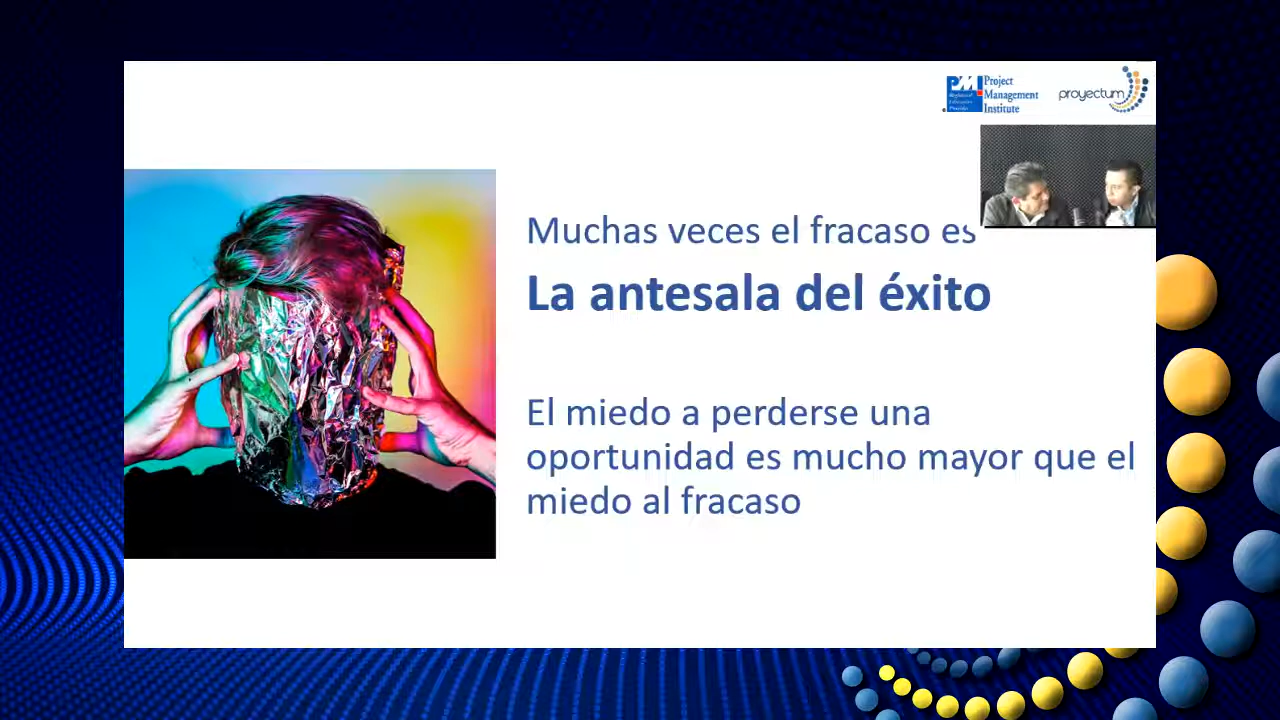 PMI
Project
Management
Institute
proyectum
Muchas veces el fracaso es
La antesala del éxito
El miedo a perderse una
oportunidad es mucho mayor que el
miedo al fracaso